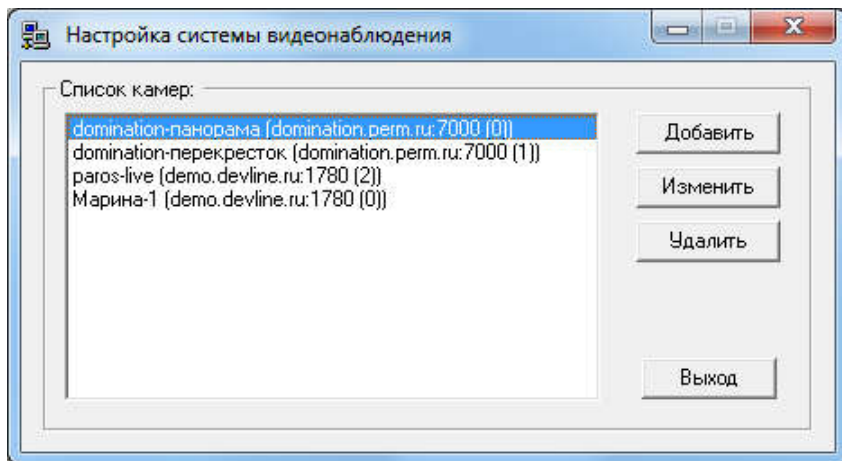 Настройка системы видеонаблюдения
Список камер:
domination-панорама (domination.perm.ru:7000 (0))
domination-перекресток (domination.perm.ru:7000 (1))
paros-live (demo.devline.ru:1780 (2))
Марина-1 (demo.devline.ru:1780 (0))
Добавить
Изменить
Удалить
Выход